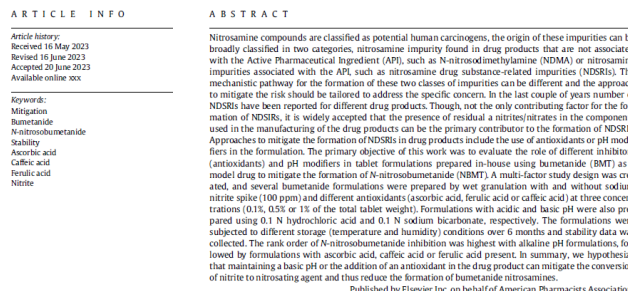 ARTICLE INFO
Article history:
Received 16 May 2023
Revised 16 June 2023
Accepted 20 June 2023
Available online xxx
Keywords:
Mitigation
Bumetanide
N-nitrosobumetanide
Stability
Ascorbic acid
Caffeic acid
Ferulic acid
Nitrite
ABSTRACT
Nitrosamine compounds are classified as potential human carcinogens, the origin of these impurities can b
broadly classified in two categories, nitrosamine impurity found in drug products that are not associate
with the Active Pharmaceutical Ingredient (API), such as N-nitrosodimethylamine (NDMA) or nitrosamin
impurities associated with the API, such as nitrosamine drug substance-related impurities (NDSRIs). Th
mechanistic pathway for the formation of these two classes of impurities can be different and the approac
to mitigate the risk should be tailored to address the specific concern. In the last couple of years number o
NDSRIs have been reported for different drug products. Though, not the only contributing factor for the fo
mation of NDSIRs, it is widely accepted that the presence of residual a nitrites/nitrates in the component
used in the manufacturing of the drug products can be the primary contributor to the formation of NDSRI
Approaches to mitigate the formation of NDSRIs in drug products include the use of antioxidants or pH mod
fiers in the formulation. The primary objective of this work was to evaluate the role of different inhibito
(antioxidants) and pH modifiers in tablet formulations prepared in-house using bumetanide (BMT) as
model drug to mitigate the formation of N-nitrosobumetanide (NBMT). A multi-factor study design was cre
ated, and several bumetanide formulations were prepared by wet granulation with and without sodiu
nitrite spike (100 ppm) and different antioxidants (ascorbic acid, ferulic acid or caffeic acid) at three concen
trations (0.1%, 0.5% or 1% of the total tablet weight). Formulations with acidic and basic pH were also pre
pared using 0.1 N hydrochloric acid and 0.1 N sodium bicarbonate, respectively. The formulations wer
subjected to different storage (temperature and humidity) conditions over 6 months and stability data wa
collected. The rank order of N-nitrosobumetanide inhibition was highest with alkaline pH formulations, fo
lowed by formulations with ascorbic acid, caffeic acid or ferulic acid present. In summary, we hypothesiz
that maintaining a basic pH or the addition of an antioxidant in the drug product can mitigate the conversio
of nitrite to nitrosating agent and thus reduce the formation of bumetanide nitrosamines.
Published by Elsevier Inc. on behalf of American Pharmacists Associatio